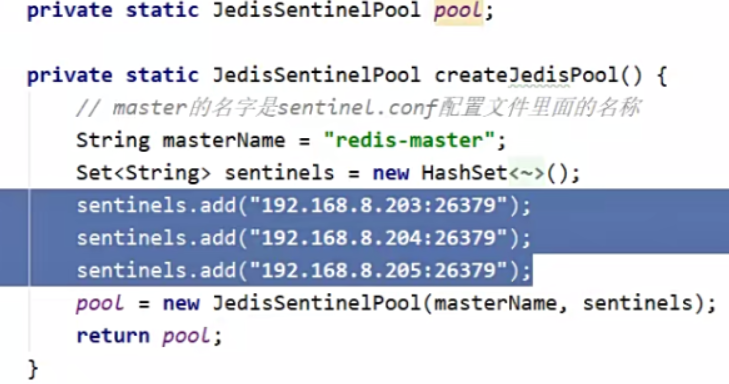 private static JedisSentinelPool pool;
private static JedisSentinelPool createJedisPool() {
// master的名字是sentinel.conf配置文件里面的名称
String masterName = "redis-master";
Set<String> sentinels = new HashSet<~>();
sentinels.add("192.168.8.203:26379");
sentinels.add("192.168.8.204:26379");
sentinels.add("192.168.8.205:26379");
pool = new JedisSentinelPool(masterName, sentinels);
return pool;
}